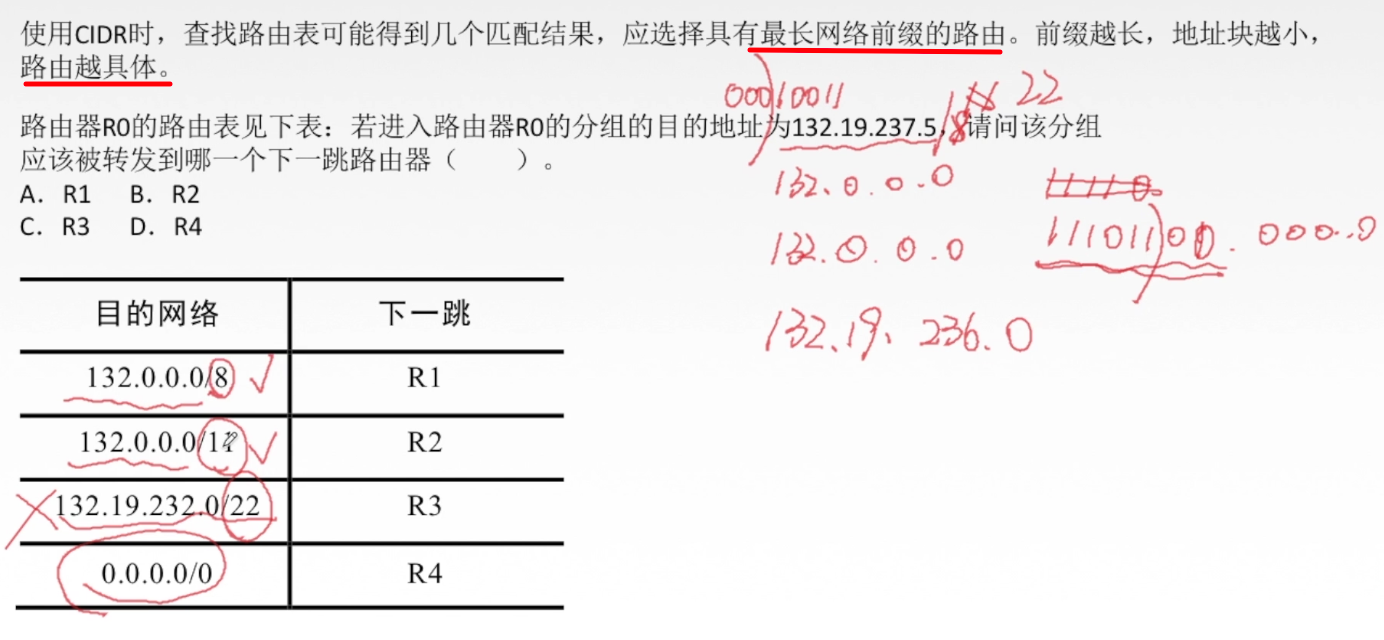 使用CIDR时，查找路由表可能得到几个匹配结果，应选择具有最长网络前缀的路由。前缀越长，地址块越小，
路由越具体。
00010011
22
路由器R0的路由表见下表：若进入路由器R0的分组的目的地址为132.19.237.5，请问该分组
应该被转发到哪一个下一跳路由器（ ）。
132.0.0.0
A. R1 B. R2
C. R3 D. R4
11101100.000..0
132.0.0.0
132.19.236.0
目的网络 下一跳
132.0.0.0/8 R1
132.0.0.0/ R2
132.19.232.0/22 R3
0.0.0.0/0 R4